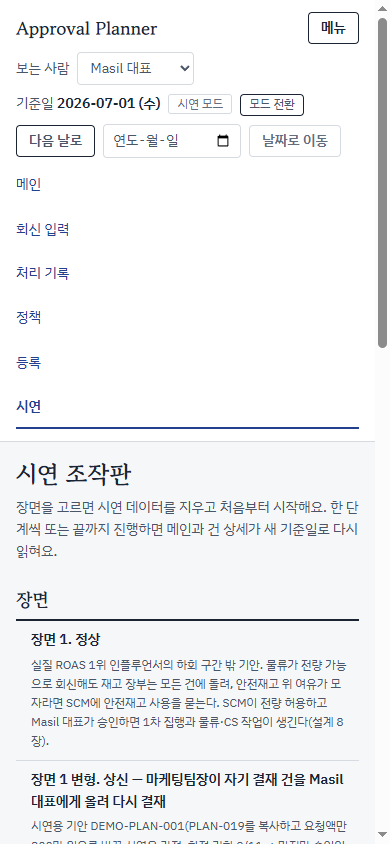 Approval Planner
메뉴
보는 사람 Masil 대표
기준일 2026-07-01 (수) 시연 모드 모드 전환
다음 날로 연도-월-일 날짜로 이동
메인
회신 입력
처리 기록
정책
등록
시연
시연 조작판
장면을 고르면 시연 데이터를 지우고 처음부터 시작해요. 한 단
계씩 또는 끝까지 진행하면 메인과 건 상세가 새 기준일로 다시
읽혀요.
장면
장면 1. 정상
실질 ROAS 1위 인플루언서의 하회 구간 밖 기안. 물류가 전량 가능
으로 회신해도 재고 장부는 모든 건에 돌려, 안전재고 위 여유가 모
자라면 SCM에 안전재고 사용을 묻는다. SCM이 전량 허용하고
Masil 대표가 승인하면 1차 집행과 물류·CS 작업이 생긴다(설계 8
장).
장면 1 변형. 상신 — 마케팅팀장이 자기 결재 건을 Masil
대표에게 올려 다시 결재
시연용 기안 DEMO-PLAN-001(PLAN-019를 복사하고 요청액만